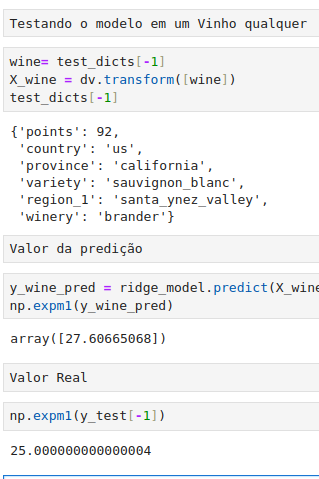 Testando o modelo em um Vinho qualquer
wine= test_dicts[-1]
X_wine = dv.transform([wine])
test_dicts[-1]
{'points': 92,
'country': 'us',
'province': 'california',
'variety': 'sauvignon_blanc',
'region_1': 'santa_ynez_valley',
'winery': 'brander'}
Valor da predição
y_wine_pred = ridge_model.predict(X_wine
np.expm1(y_wine_pred)
array([27.60665068])
Valor Real
np.expm1(y_test[-1])
25.000000000000004